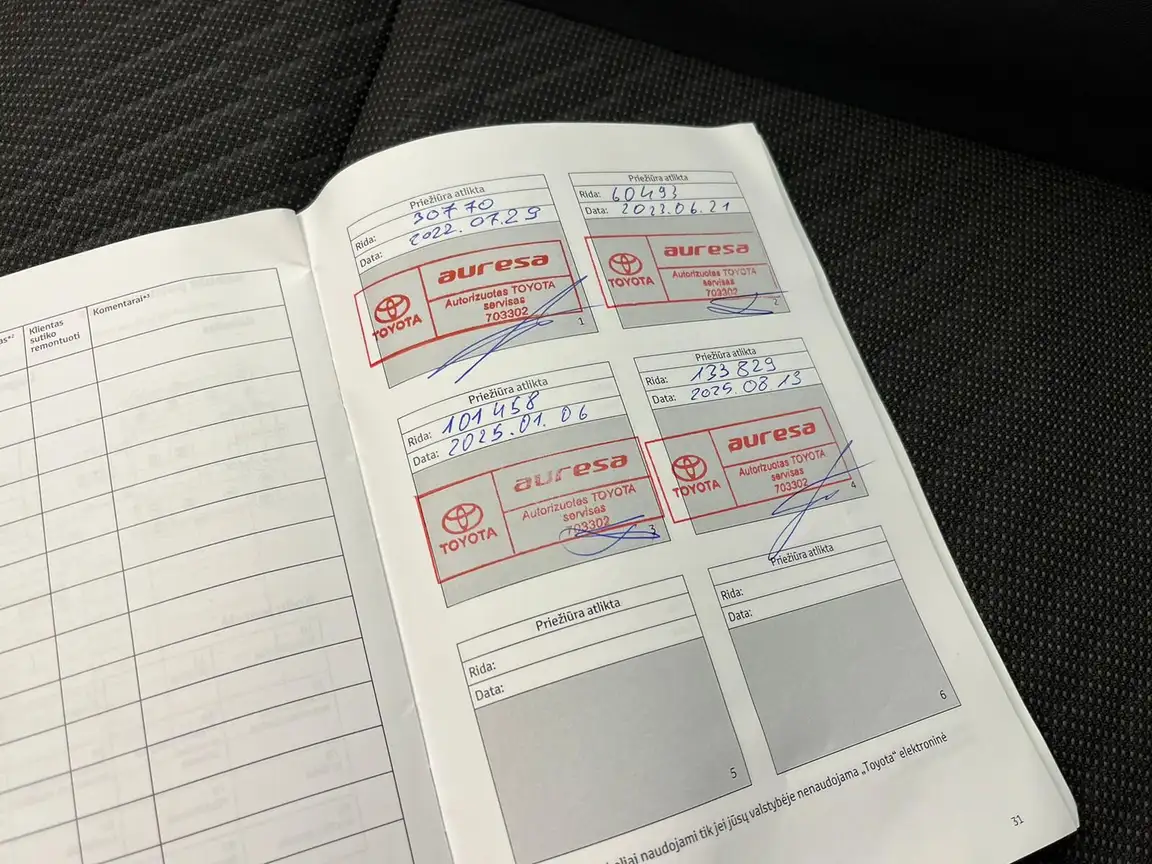 Klientas
sutiko
remontuoti
Komentarai*³
Priežiūra atlikta
Rida: 30770
Data: 2022.07.29
TOYOTA
auresa
Autorizuotas TOYOTA
servisas
703302
1
Priežiūra atlikta
Rida: 60493
Data: 2023.06.21
TOYOTA
auresa
Autorizuotas TOYOTA
servisas
703302
2
Priežiūra atlikta
Rida: 101458
Data: 2025.01.06
TOYOTA
auresa
Autorizuotas TOYOTA
servisas
703302
3
Priežiūra atlikta
Rida: 133829
Data: 2025.08 13
TOYOTA
auresa
Autorizuotas TOYOTA
servisas
703302
4
Priežiūra atlikta
Rida:
Data:
5
Priežiūra atlikta
Rida:
Data:
6
naudojami tik jei jūsų valstybėje nenaudojama „Toyota“ elektroninė
31